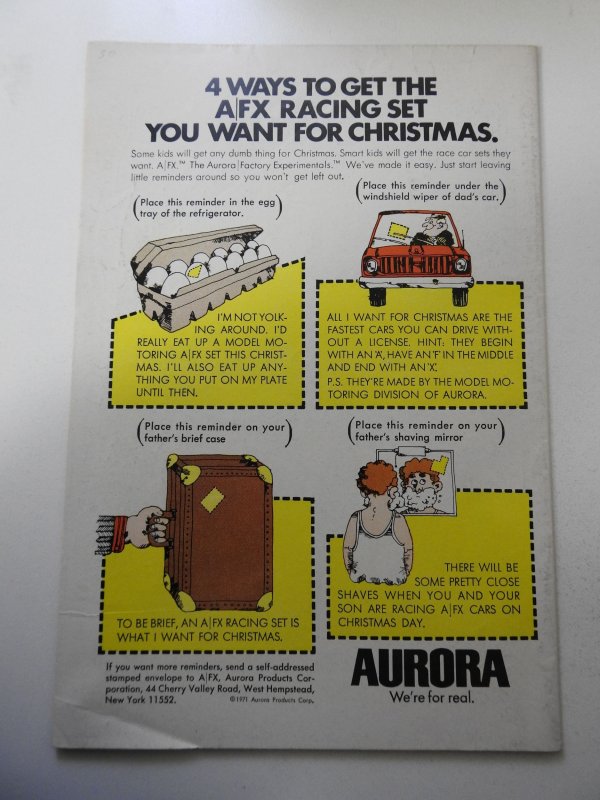 50
4 WAYS TO GET THE
A|FX RACING SET
YOU WANT FOR CHRISTMAS.
Some kids will get any dumb thing for Christmas. Smart kids will get the race car sets they
want. A|FX.™ The Aurora|Factory Experimentals.™ We've made it easy. Just start leaving
little reminders around so you won't get left out.
(Place this reminder in the egg
tray of the refrigerator.)
I'M NOT YOLK-
ING AROUND. I'D
REALLY EAT UP A MODEL MO-
TORING A|FX SET THIS CHRIST-
MAS. I'LL ALSO EAT UP ANY-
THING YOU PUT ON MY PLATE
UNTIL THEN.
(Place this reminder under the
windshield wiper of dad's car.)
ALL I WANT FOR CHRISTMAS ARE THE
FASTEST CARS YOU CAN DRIVE WITH-
OUT A LICENSE. HINT: THEY BEGIN
WITH AN 'A', HAVE AN 'F' IN THE MIDDLE
AND END WITH AN 'X'.
P.S. THEY'RE MADE BY THE MODEL MO-
TORING DIVISION OF AURORA.
(Place this reminder on your
father's brief case)
TO BE BRIEF, AN A|FX RACING SET IS
WHAT I WANT FOR CHRISTMAS.
(Place this reminder on your
father's shaving mirror)
THERE WILL BE
SOME PRETTY CLOSE
SHAVES WHEN YOU AND YOUR
SON ARE RACING A|FX CARS ON
CHRISTMAS DAY.
If you want more reminders, send a self-addressed
stamped envelope to A|FX, Aurora Products Cor-
poration, 44 Cherry Valley Road, West Hempstead,
New York 11552. ©1971 Aurora Products Corp.
AURORA
We're for real.